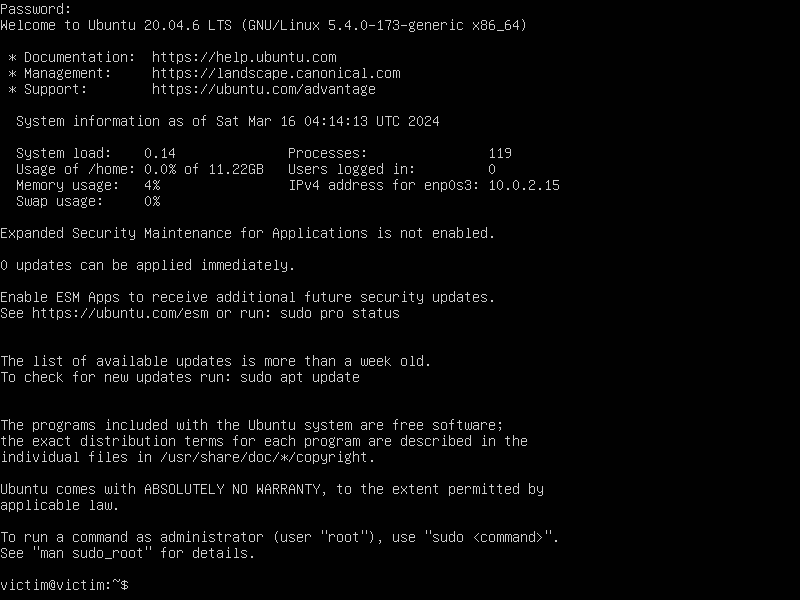 Password:
Welcome to Ubuntu 20.04.6 LTS (GNU/Linux 5.4.0-173-generic x86_64)
* Documentation:  https://help.ubuntu.com
* Management:     https://landscape.canonical.com
* Support:        https://ubuntu.com/advantage
System information as of Sat Mar 16 04:14:13 UTC 2024
System load:    0.14              Processes:               119
Usage of /home: 0.0% of 11.22GB   Users logged in:         0
Memory usage:   4%                IPv4 address for enp0s3: 10.0.2.15
Swap usage:     0%
Expanded Security Maintenance for Applications is not enabled.
0 updates can be applied immediately.
Enable ESM Apps to receive additional future security updates.
See https://ubuntu.com/esm or run: sudo pro status
The list of available updates is more than a week old.
To check for new updates run: sudo apt update
The programs included with the Ubuntu system are free software;
the exact distribution terms for each program are described in the
individual files in /usr/share/doc/*/copyright.
Ubuntu comes with ABSOLUTELY NO WARRANTY, to the extent permitted by
applicable law.
To run a command as administrator (user "root"), use "sudo <command>".
See "man sudo_root" for details.
victim@victim:~$